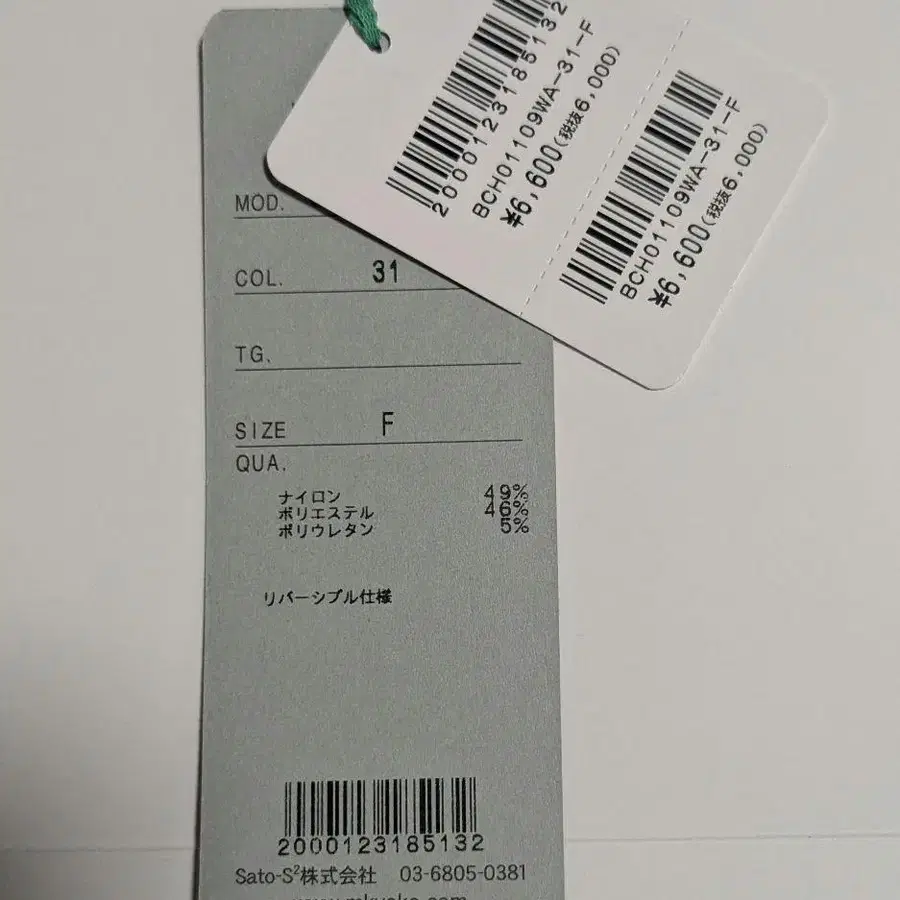 2000123185132
BCH01109WA-31-F
¥6,600(税抜6,000)
BCH01109WA-31-F
¥6,600(税抜6,000)
MOD.
COL. 31
TG.
SIZE F
QUA.
ナイロン 49%
ポリエステル 46%
ポリウレタン 5%
リバーシブル仕様
2000123185132
Sato-S²株式会社 03-6805-0381